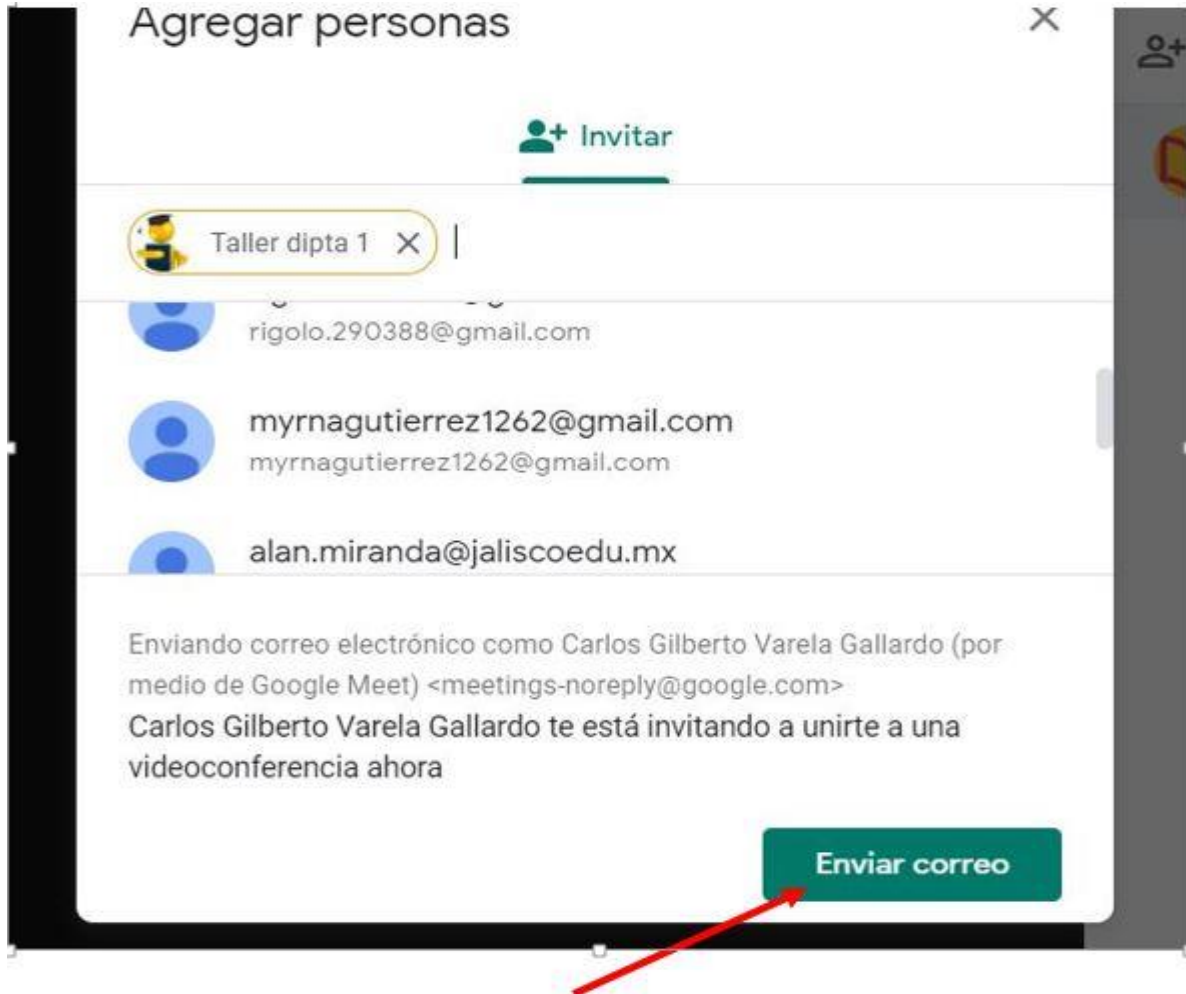 Agregar personas
Invitar
Taller dipta 1
rigolo.290388@gmail.com
myrnagutierrez1262@gmail.com
myrnagutierrez1262@gmail.com
alan.miranda@jaliscoedu.mx
Enviando correo electrónico como Carlos Gilberto Varela Gallardo (por
medio de Google Meet) <meetings-noreply@google.com>
Carlos Gilberto Varela Gallardo te está invitando a unirte a una
videoconferencia ahora
Enviar correo